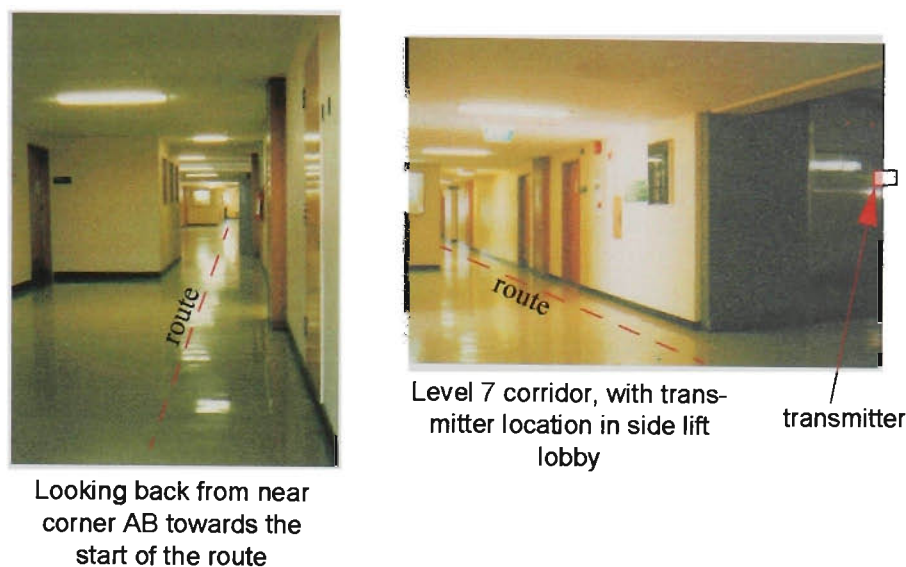 route
route
Looking back from near
corner AB towards the
start of the route
Level 7 corridor, with trans-
mitter location in side lift
lobby
transmitter